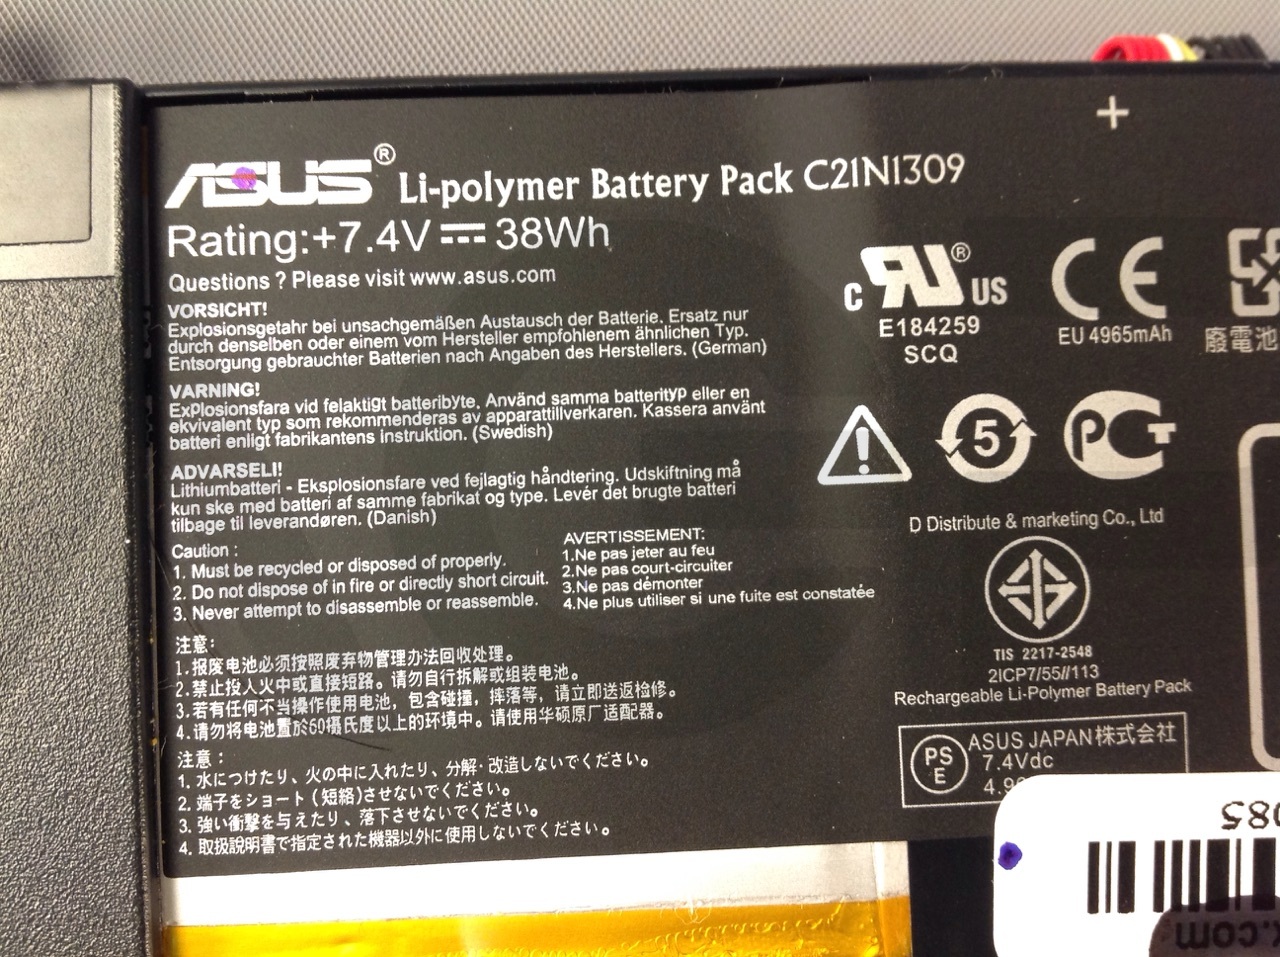 ASUS® Li-polymer Battery Pack C21N1309
Rating:+7.4V ⎓ 38Wh
Questions ? Please visit www.asus.com
VORSICHT!
Explosionsgetahr bei unsachgemäßen Austausch der Batterie. Ersatz nur
durch denselben oder einem vom Hersteller empfohlenem ähnlichen Typ.
Entsorgung gebrauchter Batterien nach Angaben des Herstellers. (German)
VARNING!
Explosionsfara vid felaktigt batteribyte. Använd samma batterityp eller en
ekvivalent typ som rekommenderas av apparattillverkaren. Kassera använt
batteri enligt fabrikantens instruktion. (Swedish)
ADVARSELI!
Lithiumbatteri - Eksplosionsfare ved fejlagtig håndtering. Udskiftning må
kun ske med batteri af samme fabrikat og type. Levér det brugte batteri
tilbage til leverandøren. (Danish)
Caution :
1. Must be recycled or disposed of properly.
2. Do not dispose of in fire or directly short circuit.
3. Never attempt to disassemble or reassemble.
AVERTISSEMENT:
1.Ne pas jeter au feu
2.Ne pas court-circuiter
3.Ne pas démonter
4.Ne plus utiliser si une fuite est constatée
注意:
1.报废电池必须按照废弃物管理办法回收处理。
2.禁止投入火中或直接短路。请勿自行拆解或组装电池。
3.若有任何不当操作使用电池，包含碰撞，摔落等，请立即送返检修。
4.请勿将电池置於60攝氏度以上的环境中。请使用华硕原厂适配器。
注意：
1. 水につけたり、火の中に入れたり、分解·改造しないでください。
2. 端子をショート（短絡）させないでください。
3. 強い衝撃を与えたり、落下させないでください。
4. 取扱説明書で指定された機器以外に使用しないでください。
+
c RU® US
E184259
SCQ
CE
EU 4965mAh
廢電池
5
PCT
D Distribute & marketing Co., Ltd
TIS 2217-2548
2ICP7/55//113
Rechargeable Li-Polymer Battery Pack
PS
E
ASUS JAPAN株式会社
7.4Vdc
4.9
085
x.com